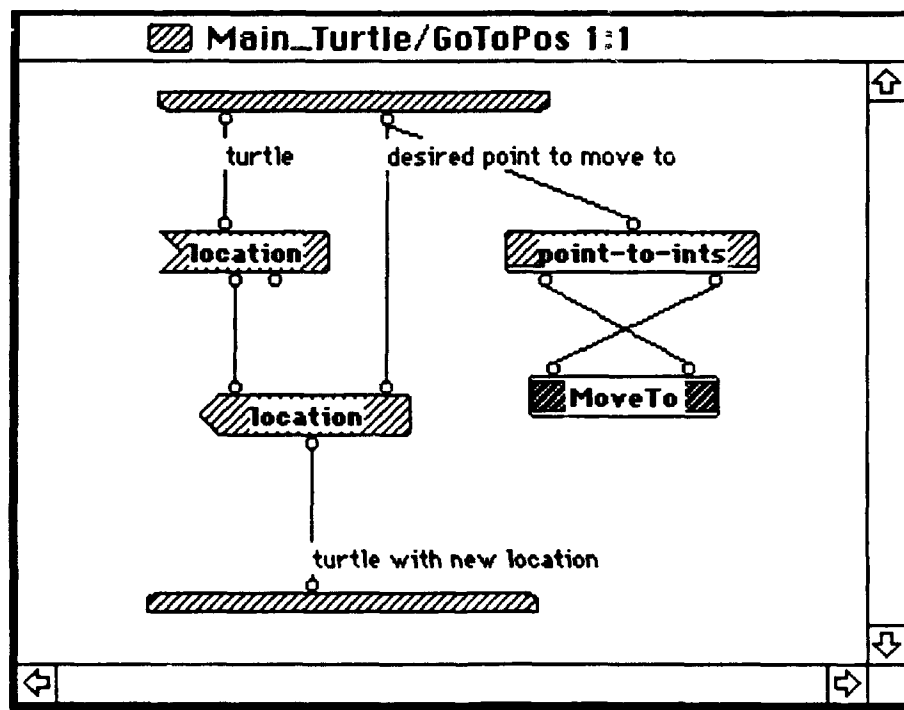 Main_Turtle/GoToPos 1:1
turtle
desired point to move to
location
point-to-ints
location
MoveTo
turtle with new location